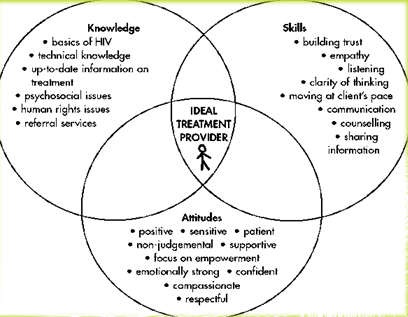 Knowledge
• basics of HIV
• technical knowledge
• up-to-date information on
treatment
• psychosocial issues
• human rights issues
• referral services
Skills
• building trust
• empathy
• listening
• clarity of thinking
• moving at client's pace
• communication
• counselling
• sharing
information
IDEAL
TREATMENT
PROVIDER
Attitudes
• positive • sensitive • patient
• non-judgemental • supportive
• focus on empowerment
• emotionally strong • confident
• compassionate
• respectful